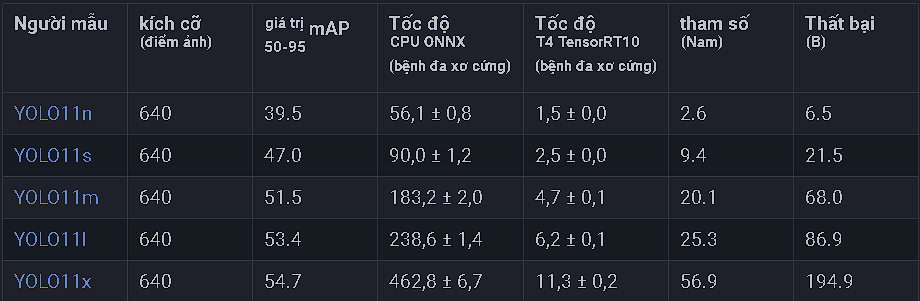 Người mẫu kích cỡ (điểm ảnh) giá trị mAP 50-95 Tốc độ CPU ONNX (bệnh đa xơ cứng) Tốc độ T4 TensorRT10 (bệnh đa xơ cứng) tham số (Nam) Thất bại (B)
YOLO11n 640 39.5 56,1 ± 0,8 1,5 ± 0,0 2.6 6.5
YOLO11s 640 47.0 90,0 ± 1,2 2,5 ± 0,0 9.4 21.5
YOLO11m 640 51.5 183,2 ± 2,0 4,7 ± 0,1 20.1 68.0
YOLO11l 640 53.4 238,6 ± 1,4 6,2 ± 0,1 25.3 86.9
YOLO11x 640 54.7 462,8 ± 6,7 11,3 ± 0,2 56.9 194.9